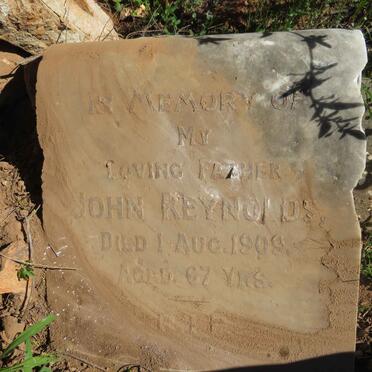 IN MEMORY OF
MY
LOVING FATHER
JOHN REYNOLDS,
DIED 1 AUG. 1909.
AGED 67 YRS.